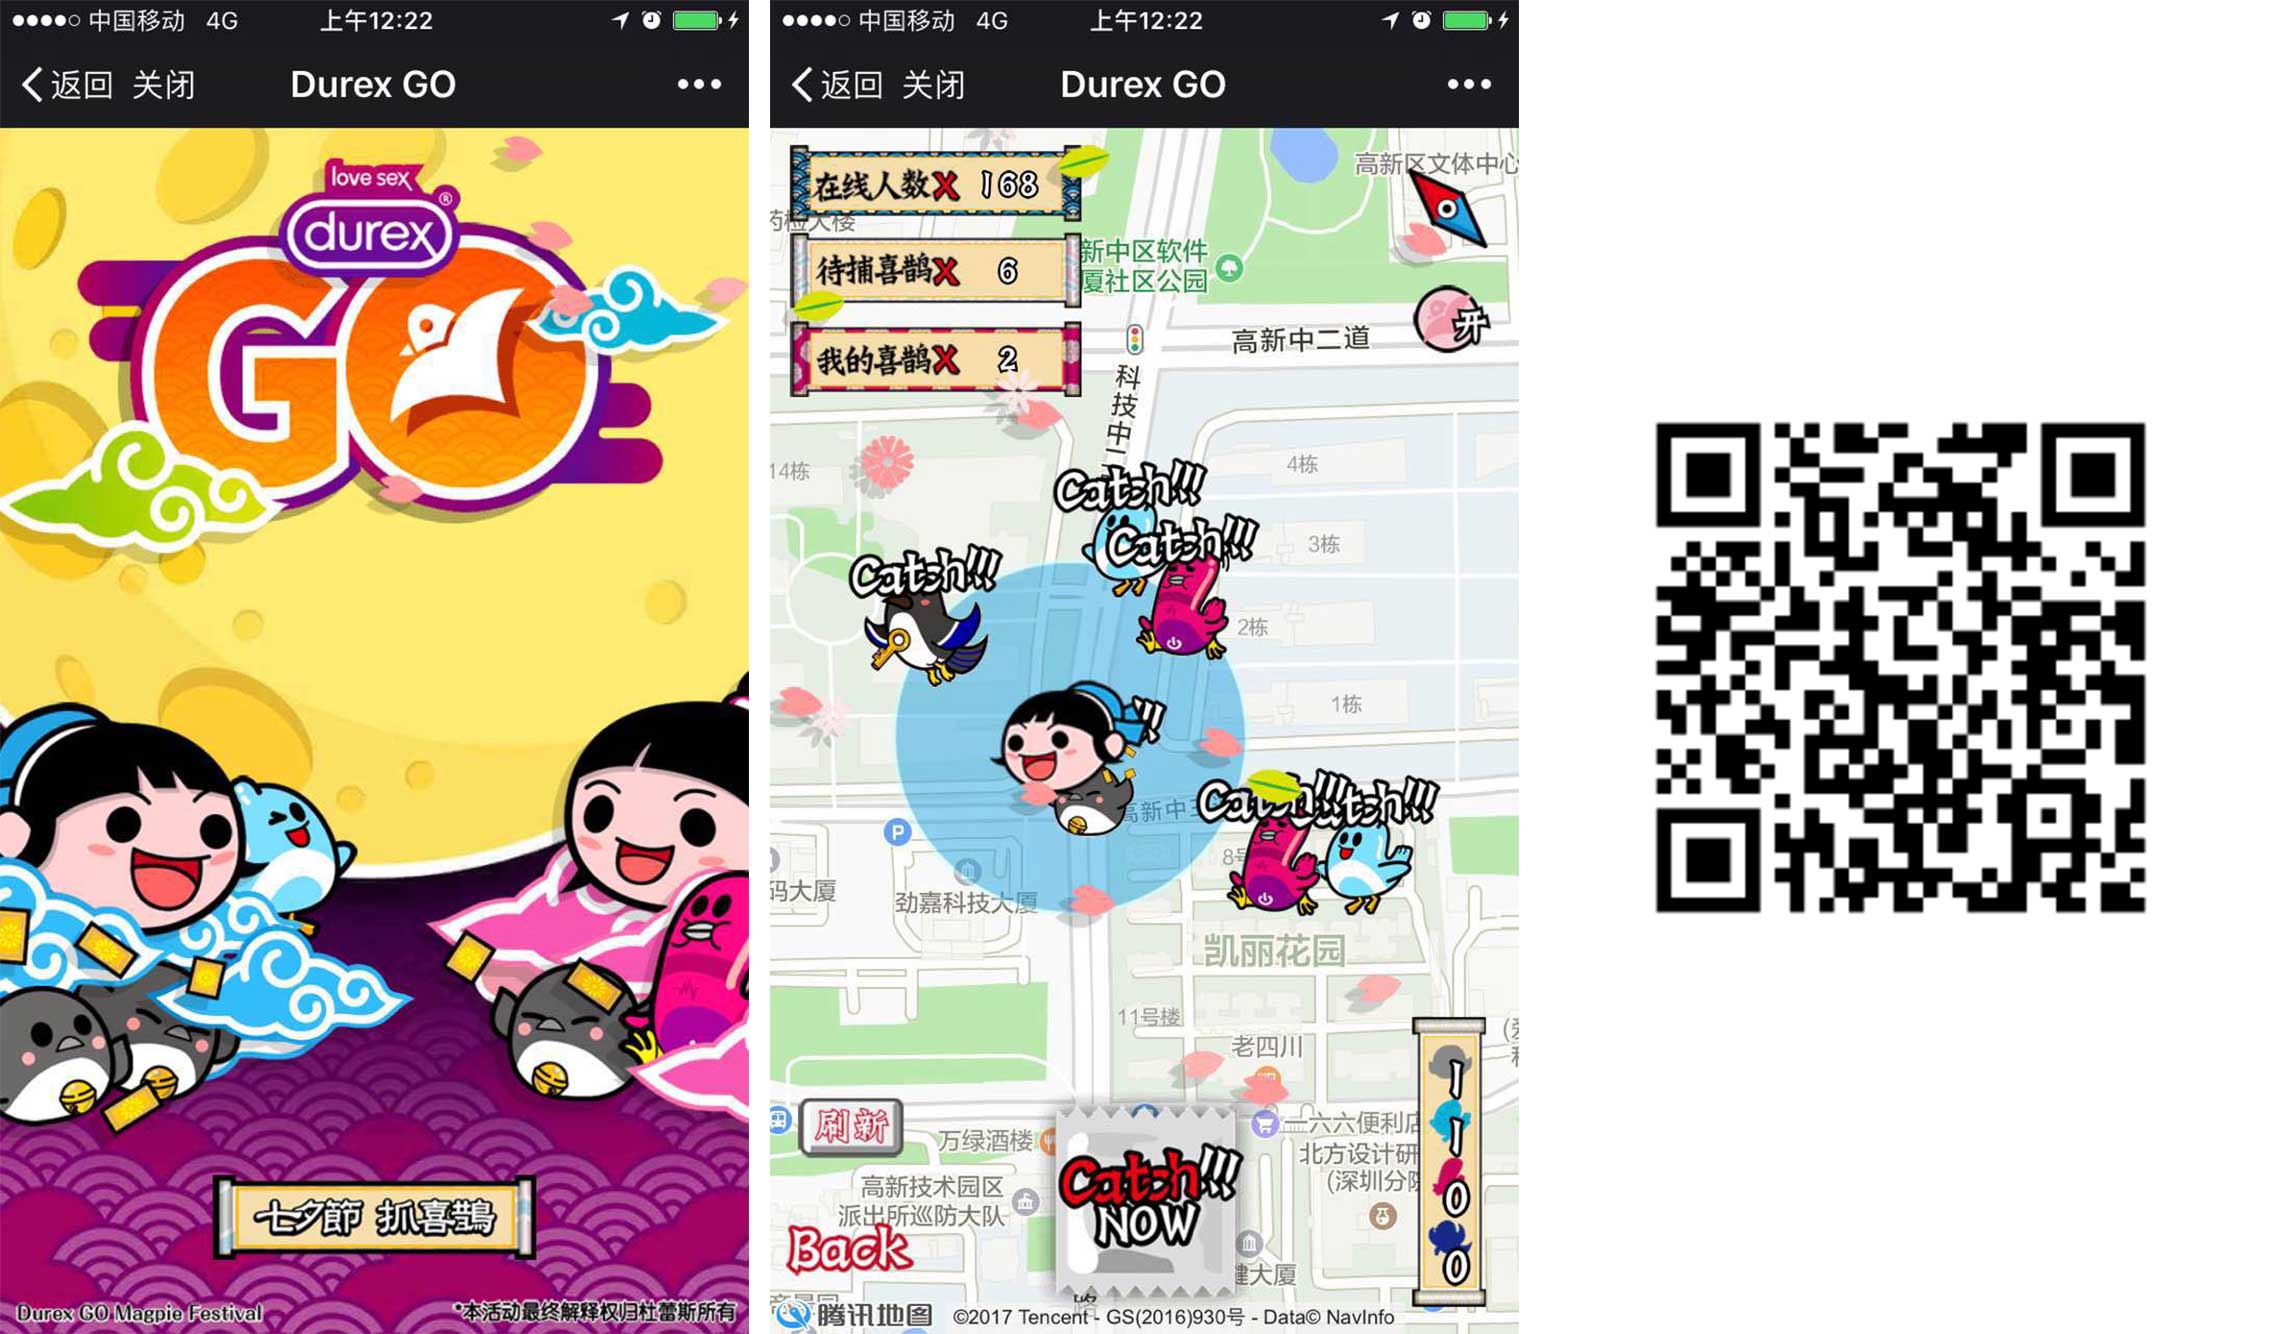 中国移动 4G 上午12:22
返回 关闭 Durex GO
love sex
durex®
GO
七夕節 抓喜鵲
Durex GO Magpie Festival
*本活动最终解释权归杜蕾斯所有
中国移动 4G 上午12:22
返回 关闭 Durex GO
在线人数X 168
待捕喜鹊X 6
我的喜鹊X 2
高新区文体中心
药检大楼
新中区软件
厦社区公园
开
高新中二道
科技中一
14栋
4栋
Catch!!!
Catch!!!
3栋
Catch!!!
2栋
1栋
!!!
Catch!!!
Catch!!!
高新中三
P
8号
码大厦
劲嘉科技大厦
凯丽花园
11号楼
老四川
刷新
万绿酒楼
一六六便利店
北方设计研
(深圳分院
高新技术园区
派出所巡防大队
Catch!!!
NOW
Back
建大厦
路
1
1
0
0
腾讯地图 ©2017 Tencent - GS(2016)930号 - Data© NavInfo